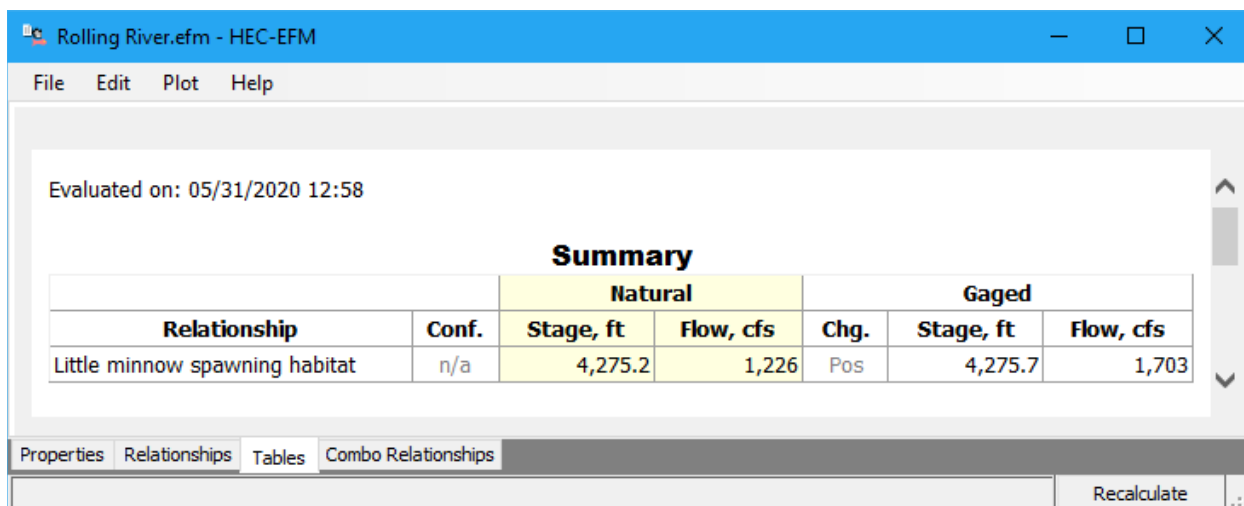 Rolling River.efm - HEC-EFM
File Edit Plot Help
Evaluated on: 05/31/2020 12:58
Summary
Natural Gaged
Relationship Conf. Stage, ft Flow, cfs Chg. Stage, ft Flow, cfs
Little minnow spawning habitat n/a 4,275.2 1,226 Pos 4,275.7 1,703
Properties Relationships Tables Combo Relationships
Recalculate